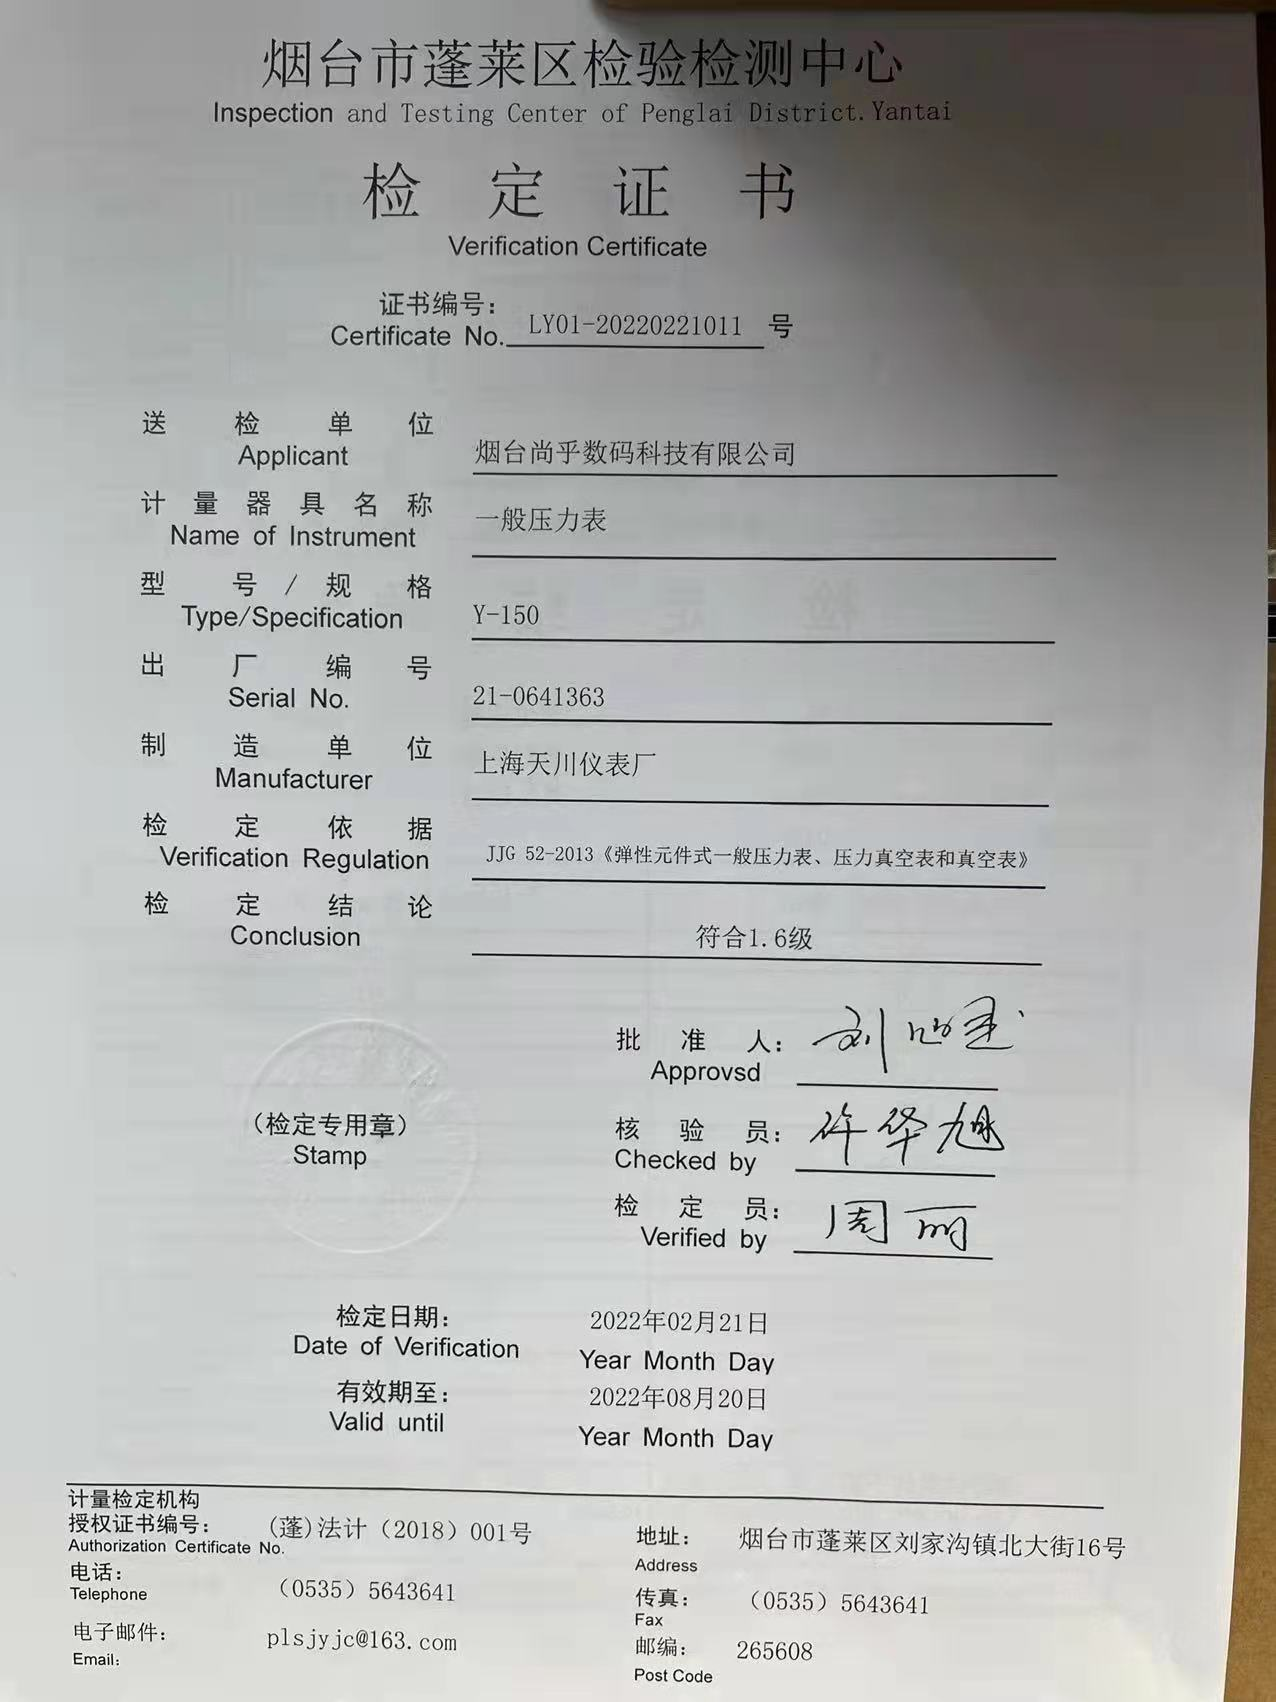 烟台市蓬莱区检验检测中心
Inspection and Testing Center of Penglai District.Yantai
检定证书
Verification Certificate
证书编号：
Certificate No. LY01-20220221011 号
送检单位
Applicant 烟台尚乎数码科技有限公司
计量器具名称
Name of Instrument 一般压力表
型号/规格
Type/Specification Y-150
出厂编号
Serial No. 21-0641363
制造单位
Manufacturer 上海天川仪表厂
检定依据
Verification Regulation JJG 52-2013《弹性元件式一般压力表、压力真空表和真空表》
检定结论
Conclusion 符合1.6级
批准人：
Approvsd
（检定专用章）
Stamp
核验员： 许华旭
Checked by
检定员： 周丽
Verified by
检定日期： 2022年02月21日
Date of Verification Year Month Day
有效期至： 2022年08月20日
Valid until Year Month Day
计量检定机构
授权证书编号： (蓬)法计（2018）001号
Authorization Certificate No.
地址： 烟台市蓬莱区刘家沟镇北大街16号
Address
电话： （0535）5643641
Telephone
传真： （0535）5643641
Fax
电子邮件： plsjyjc@163.com
Email:
邮编： 265608
Post Code